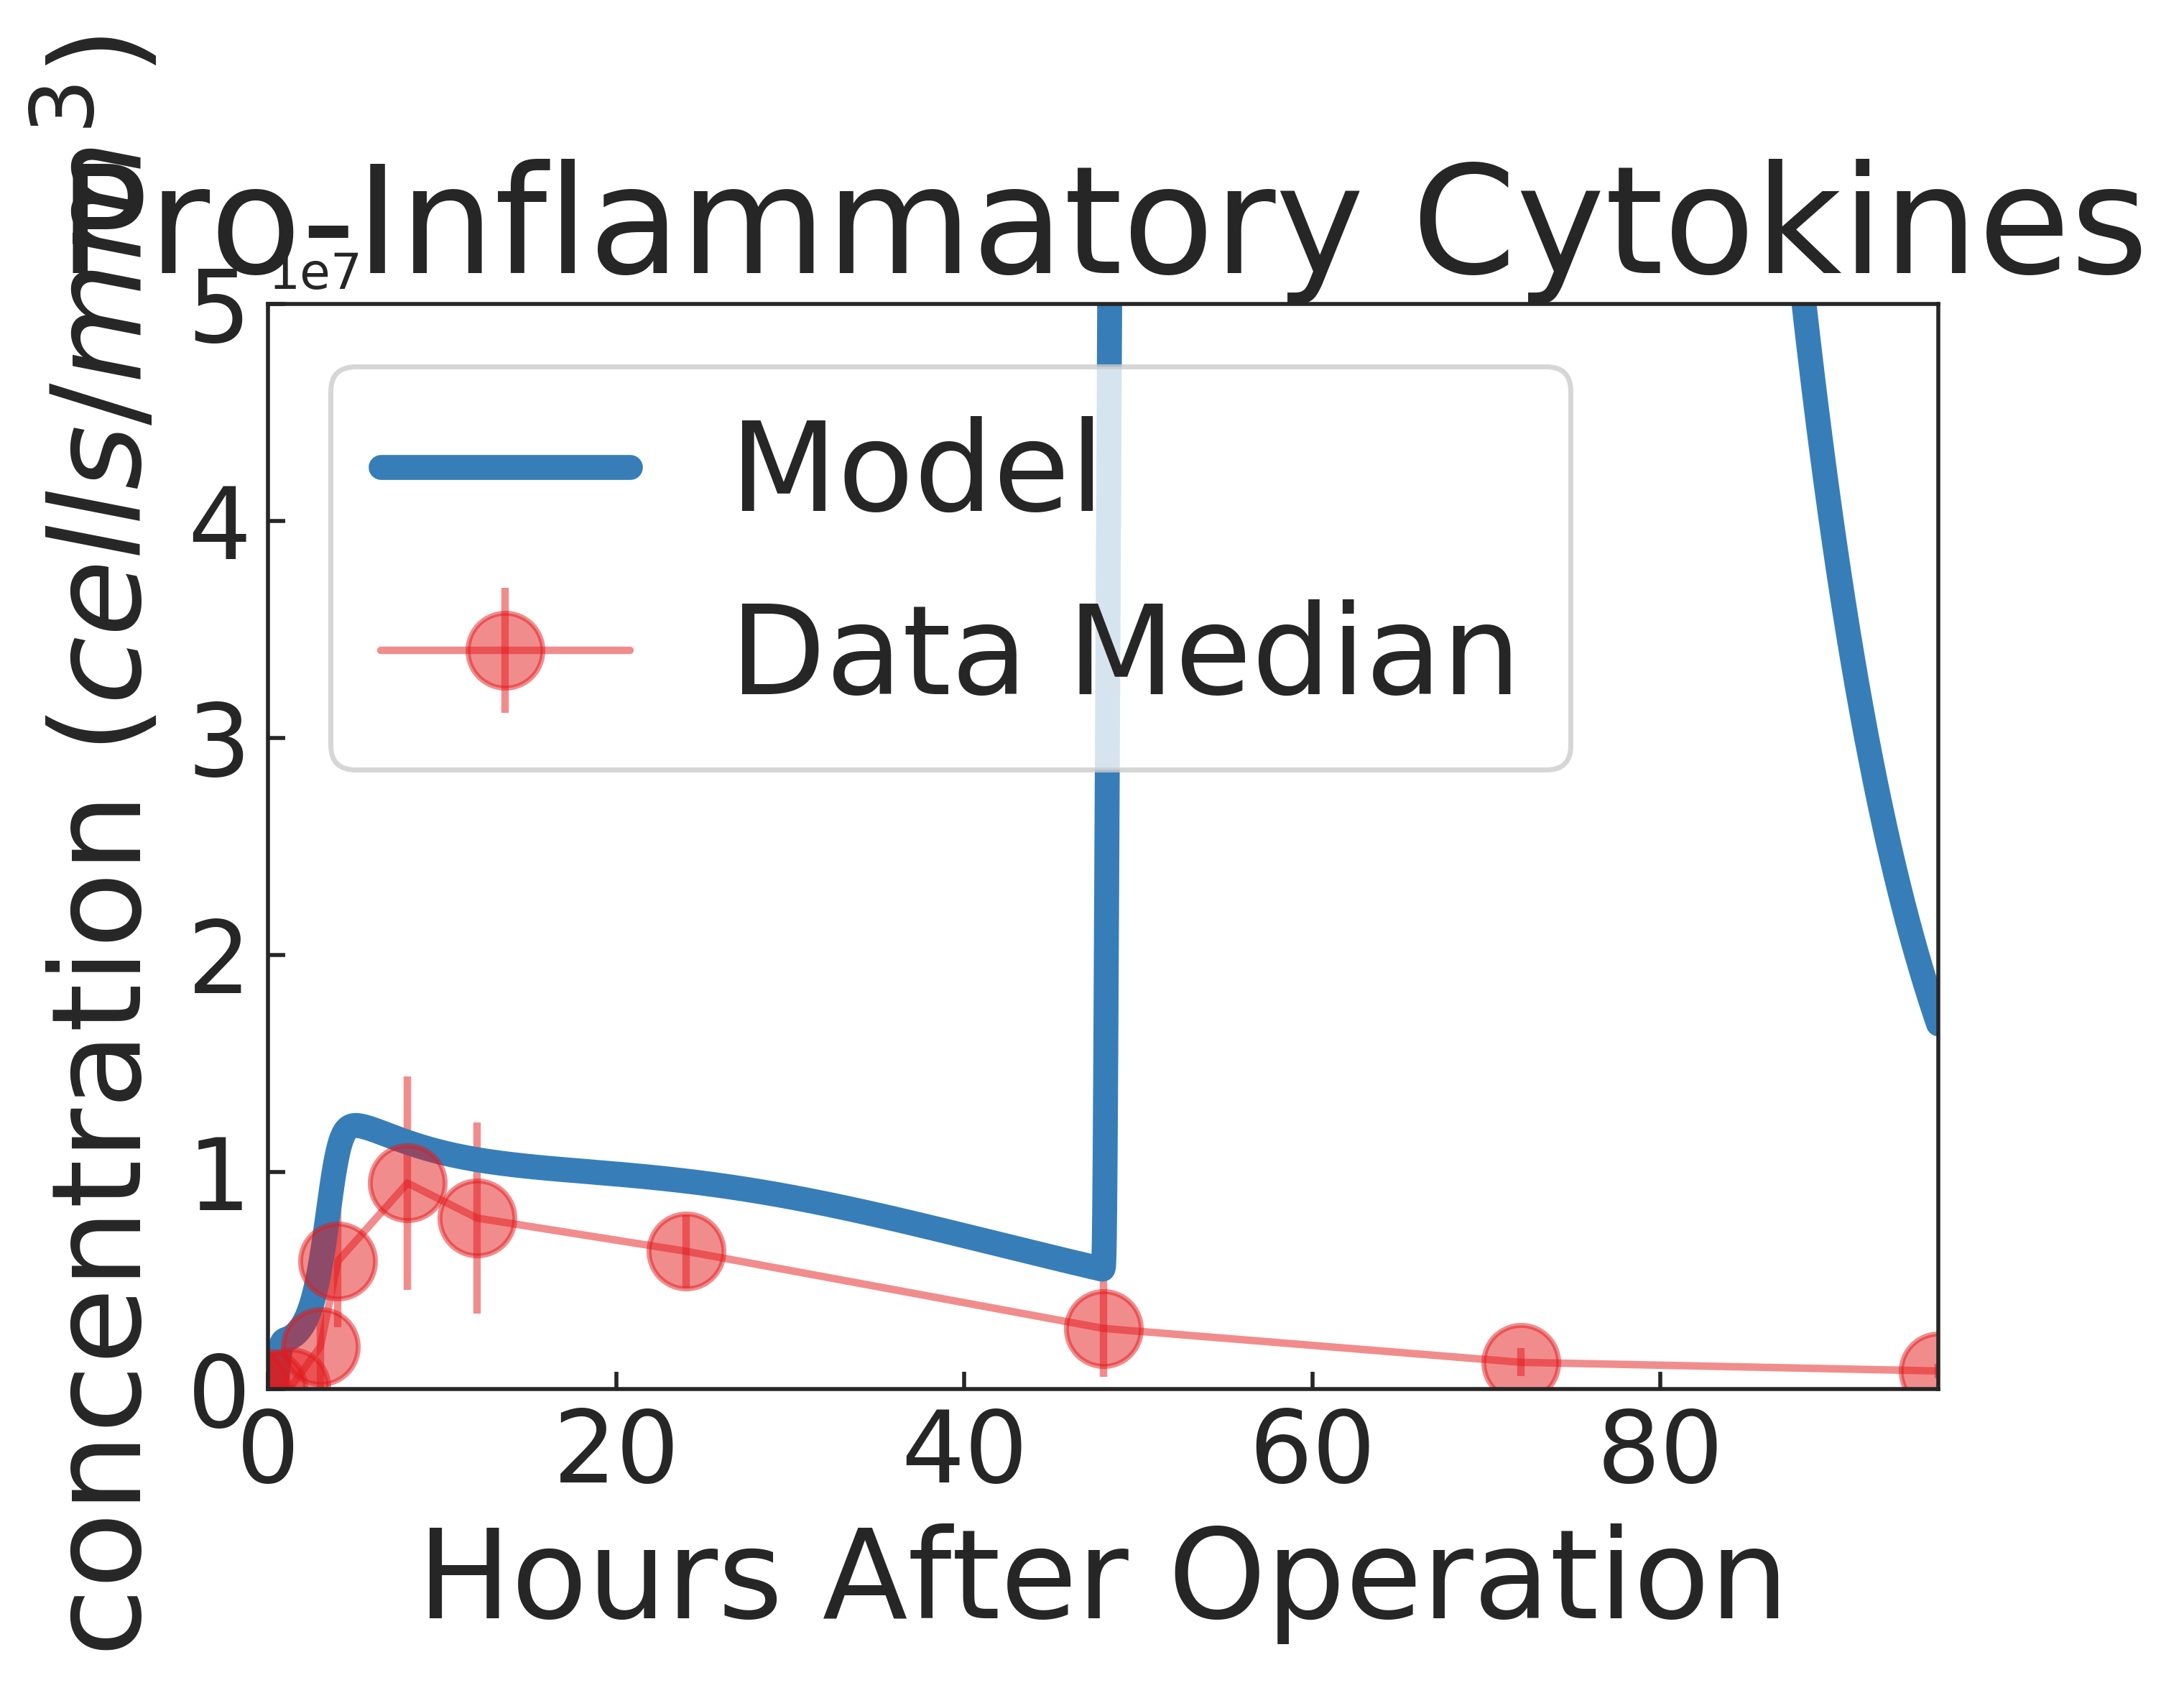 Pro-Inflammatory Cytokines
1e7
concentration (cells/mm³)
5
4
3
2
1
0
Model
Data Median
0 20 40 60 80
Hours After Operation